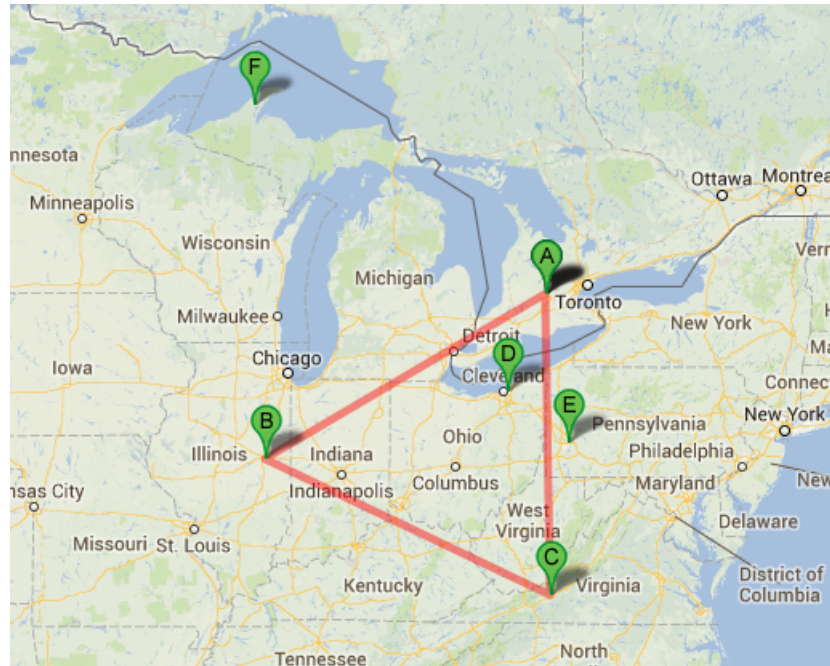 F
nnesota
Minneapolis
Ottawa
Montrea
Wisconsin
Vern
A
Michigan
Toronto
Milwaukee
Detroit
New York
Ma
Chicago
D
Cleveland
Iowa
Connect
B
E
Pennsylvania
New York
Illinois
Indiana
Ohio
Philadelphia
Indianapolis
Columbus
Maryland
New
nsas City
West
Virginia
Delaware
Missouri
St. Louis
C
District of
Columbia
Kentucky
Virginia
North
Tennessee